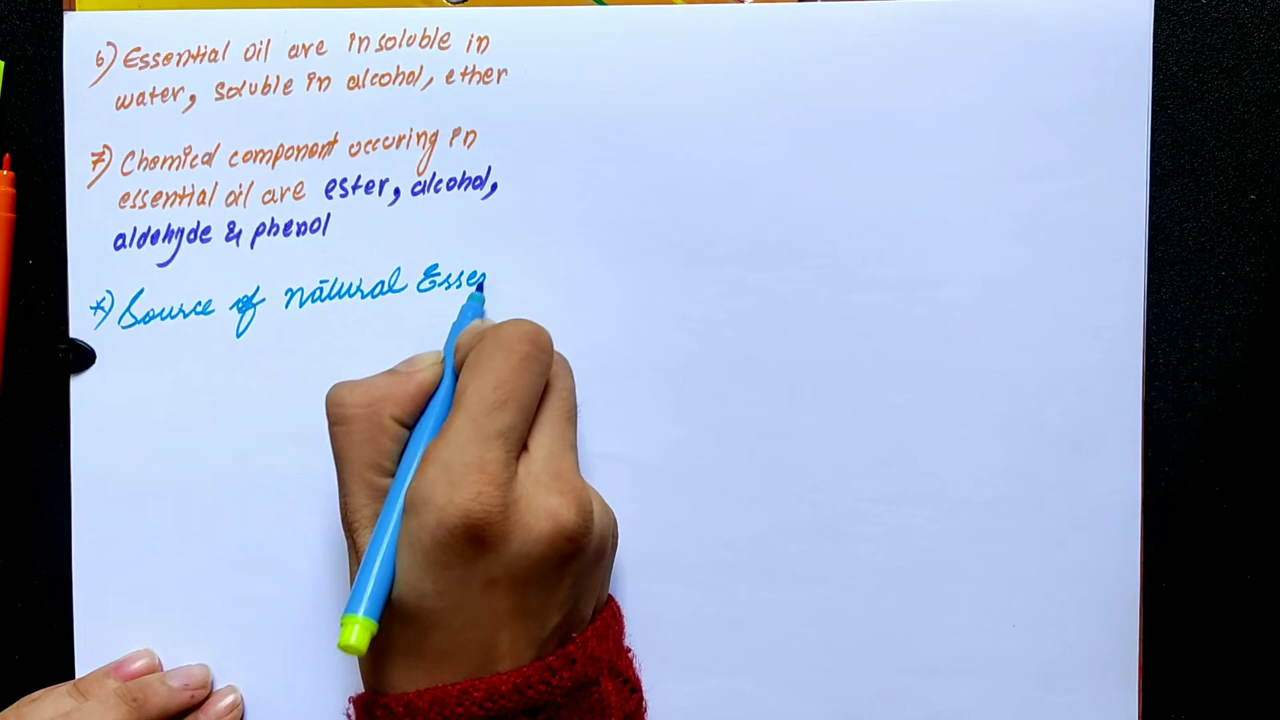 6) Essential oil are insoluble in
water, soluble in alcohol, ether
7) Chemical component occuring in
essential oil are ester, alcohol,
aldehyde & phenol
*) Source of natural Esse